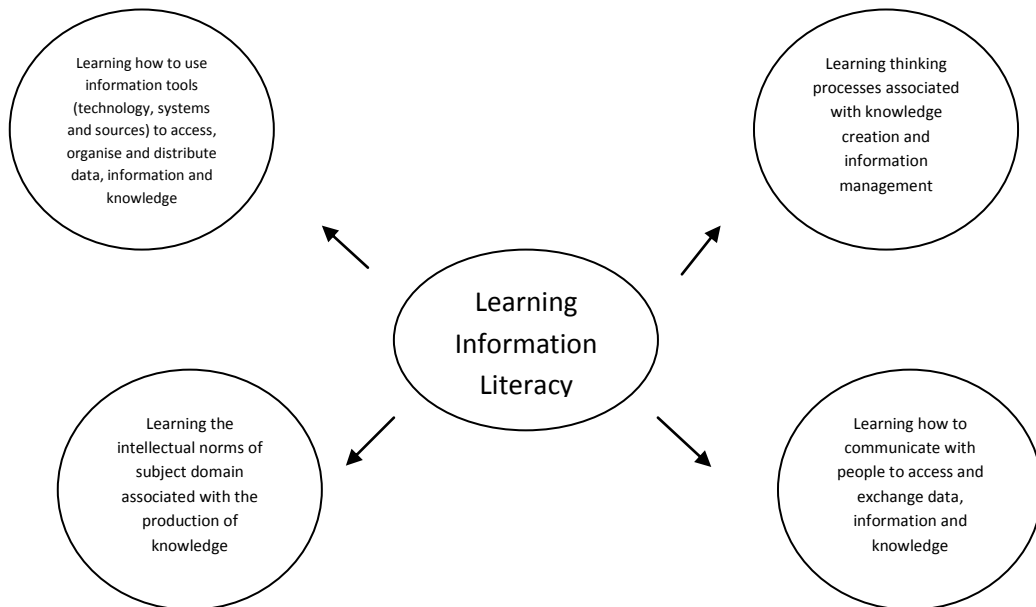 Learning how to use
information tools
(technology, systems
and sources) to access,
organise and distribute
data, information and
knowledge
Learning thinking
processes associated
with knowledge
creation and
information
management
Learning
Information
Literacy
Learning the
intellectual norms of
subject domain
associated with the
production of
knowledge
Learning how to
communicate with
people to access and
exchange data,
information and
knowledge